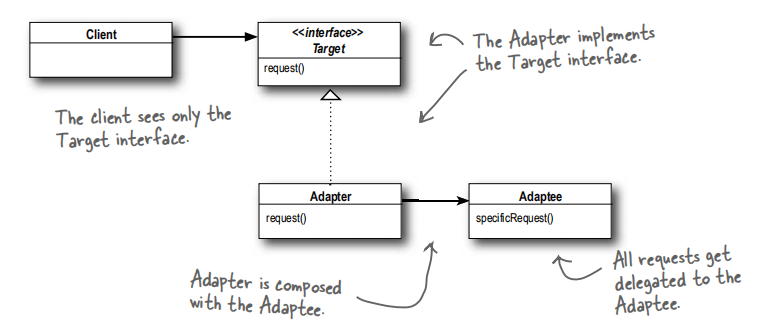 Client
<<interface>>
Target
request()
The Adapter implements
the Target interface.
The client sees only the
Target interface.
Adapter
request()
Adaptee
specificRequest()
Adapter is composed
with the Adaptee.
All requests get
delegated to the
Adaptee.